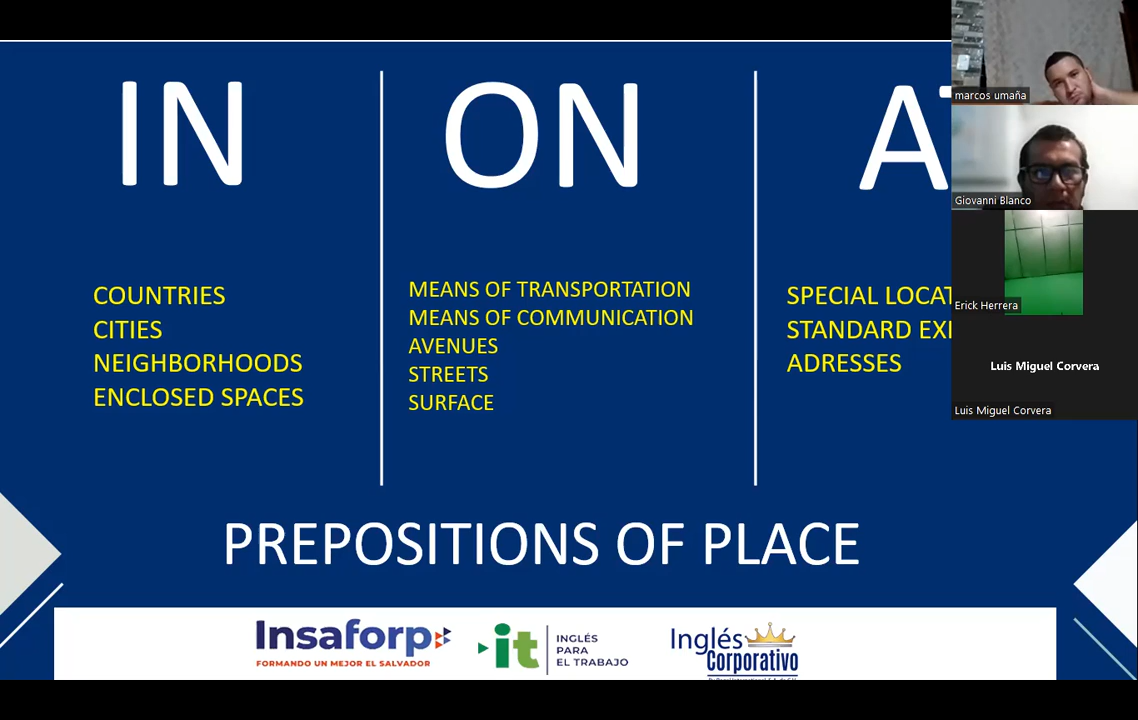 IN
ON
COUNTRIES
CITIES
NEIGHBORHOODS
ENCLOSED SPACES
MEANS OF TRANSPORTATION
MEANS OF COMMUNICATION
AVENUES
STREETS
SURFACE
SPECIAL
ADRESSES
STANDARD
PREPOSITIONS OF PLACE
Insaforp
FORMANDO UN MEJOR EL SALVADOR
it
INGLÉS
PARA
EL TRABAJO
Inglés
Corporativo
marcos umaña
Giovanni Blanco
Erick Herrera
Luis Miguel Corvera
Luis Miguel Corvera